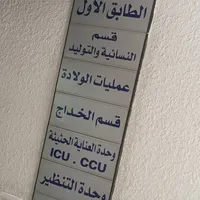 الطابق الأول
قسم
النسائية والتوليد
عمليات الولادة
قسم الخداج
وحدة العناية الحثيثة
ICU . CCU
وحدة التنظير